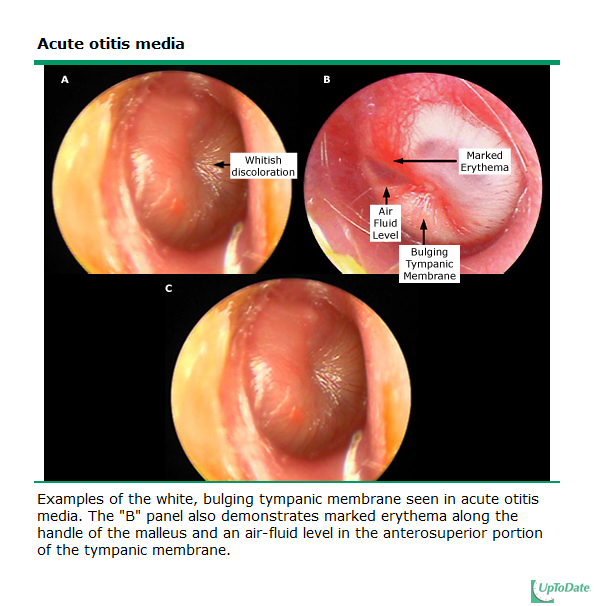 Acute otitis media
A
B
Whitish
discoloration
Marked
Erythema
Air
Fluid
Level
Bulging
Tympanic
Membrane
C
Examples of the white, bulging tympanic membrane seen in acute otitis
media. The "B" panel also demonstrates marked erythema along the
handle of the malleus and an air-fluid level in the anterosuperior portion
of the tympanic membrane.
UpToDate